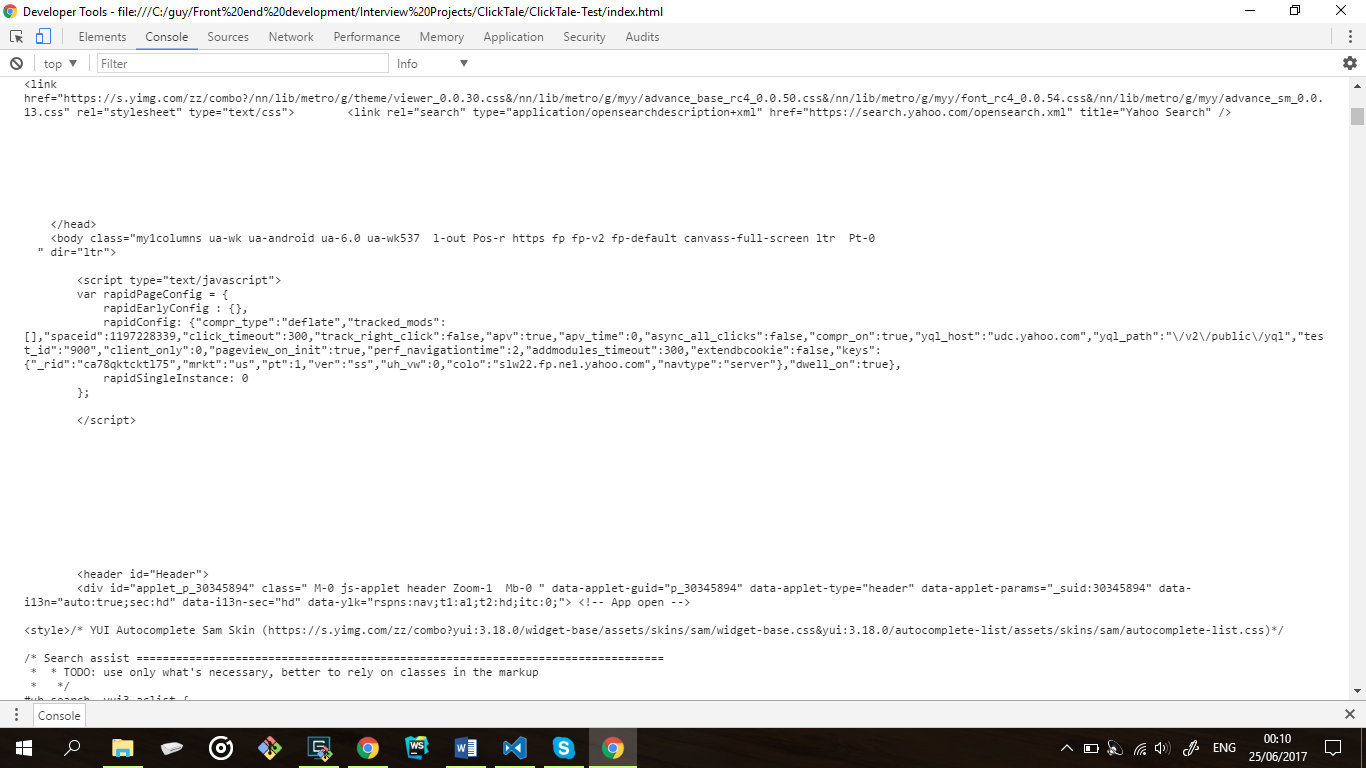 Developer Tools - file:///C:/guy/Front%20end%20development/Interview%20Projects/ClickTale/ClickTale-Test/index.html
Elements Console Sources Network Performance Memory Application Security Audits
top ▼ Filter Info ▼
<link
href="https://s.yimg.com/zz/combo?/nn/lib/metro/g/theme/viewer_0.0.30.css&/nn/lib/metro/g/myy/advance_base_rc4_0.0.50.css&/nn/lib/metro/g/myy/font_rc4_0.0.54.css&/nn/lib/metro/g/myy/advance_sm_0.0.
13.css" rel="stylesheet" type="text/css"> <link rel="search" type="application/opensearchdescription+xml" href="https://search.yahoo.com/opensearch.xml" title="Yahoo Search" />
</head>
<body class="my1columns ua-wk ua-android ua-6.0 ua-wk537 l-out Pos-r https fp fp-v2 fp-default canvass-full-screen ltr Pt-0
" dir="ltr">
<script type="text/javascript">
var rapidPageConfig = {
rapidEarlyConfig : {},
rapidConfig: {"compr_type":"deflate","tracked_mods":
[],"spaceid":1197228339,"click_timeout":300,"track_right_click":false,"apv":true,"apv_time":0,"async_all_clicks":false,"compr_on":true,"yql_host":"udc.yahoo.com","yql_path":"\/v2\/public\/yql","tes
t_id":"900","client_only":0,"pageview_on_init":true,"perf_navigationtime":2,"addmodules_timeout":300,"extendbcookie":false,"keys":
{"_rid":"ca78qktcktl75","mrkt":"us","pt":1,"ver":"ss","uh_vw":0,"colo":"slw22.fp.ne1.yahoo.com","navtype":"server"},"dwell_on":true},
rapidSingleInstance: 0
};
</script>
<header id="Header">
<div id="applet_p_30345894" class=" M-0 js-applet header Zoom-1 Mb-0 " data-applet-guid="p_30345894" data-applet-type="header" data-applet-params="_suid:30345894" data-
i13n="auto:true;sec:hd" data-i13n-sec="hd" data-ylk="rspns:nav;t1:a1;t2:hd;itc:0;"> <!-- App open -->
<style>/* YUI Autocomplete Sam Skin (https://s.yimg.com/zz/combo?yui:3.18.0/widget-base/assets/skins/sam/widget-base.css&yui:3.18.0/autocomplete-list/assets/skins/sam/autocomplete-list.css)*/
/* Search assist ================================================================================
* * TODO: use only what's necessary, better to rely on classes in the markup
* */
#uh-search .yui3-aclist {
Console
ENG
00:10
25/06/2017